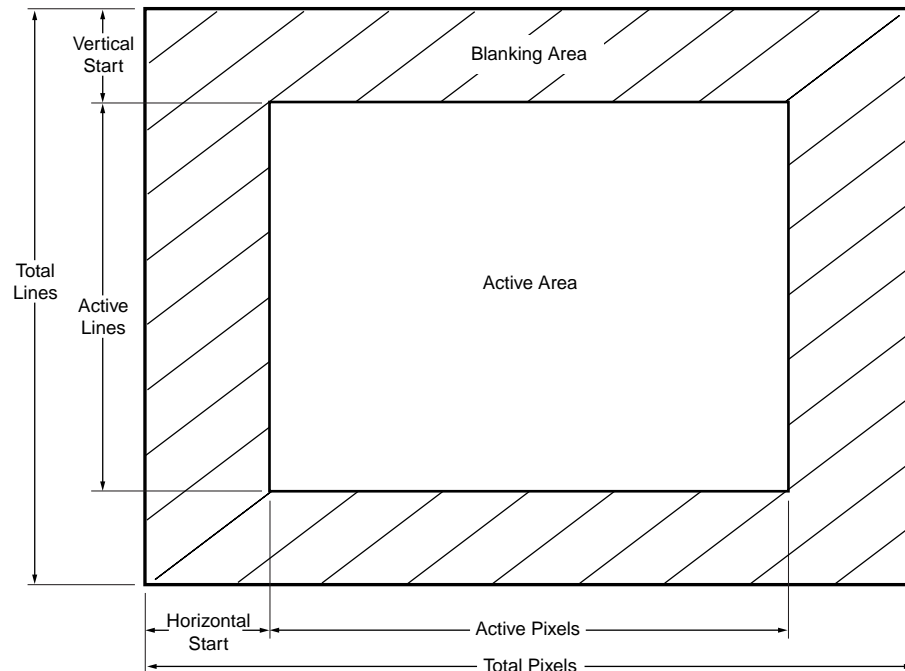 Vertical
Start
Blanking Area
Total
Lines
Active
Lines
Active Area
Horizontal
Start
Active Pixels
Total Pixels